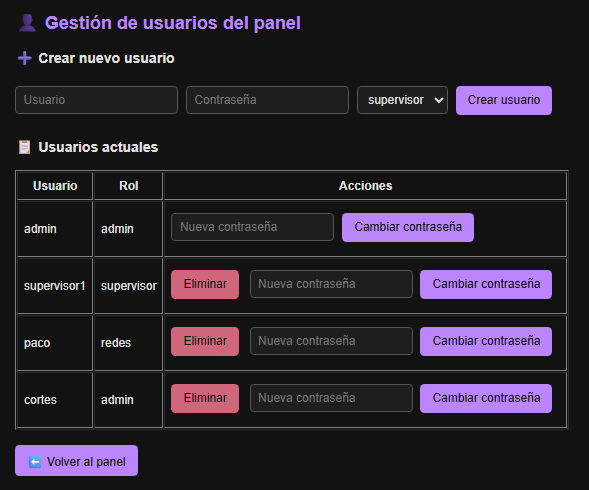 Gestión de usuarios del panel
Crear nuevo usuario
Usuario Contraseña supervisor Crear usuario
Usuarios actuales
Usuario Rol Acciones
admin admin Nueva contraseña Cambiar contraseña
supervisor1 supervisor Eliminar Nueva contraseña Cambiar contraseña
paco redes Eliminar Nueva contraseña Cambiar contraseña
cortes admin Eliminar Nueva contraseña Cambiar contraseña
Volver al panel